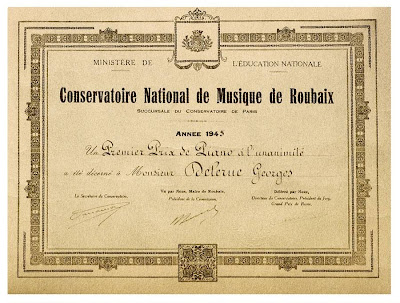 MINISTÈRE DE L'ÉDUCATION NATIONALE
Conservatoire National de Musique de Roubaix
SUCCURSALE DU CONSERVATOIRE DE PARIS
ANNÉE 1945
Un Premier Prix de Piano à l'unanimité
a été décerné à Monsieur Delerue Georges
Le Secrétaire du Conservatoire, Vu par Nous, Maire de Roubaix, Délivré par Nous,
Président de la Commission, Directeur du Conservatoire, Président du Jury,
Grand Prix de Rome,